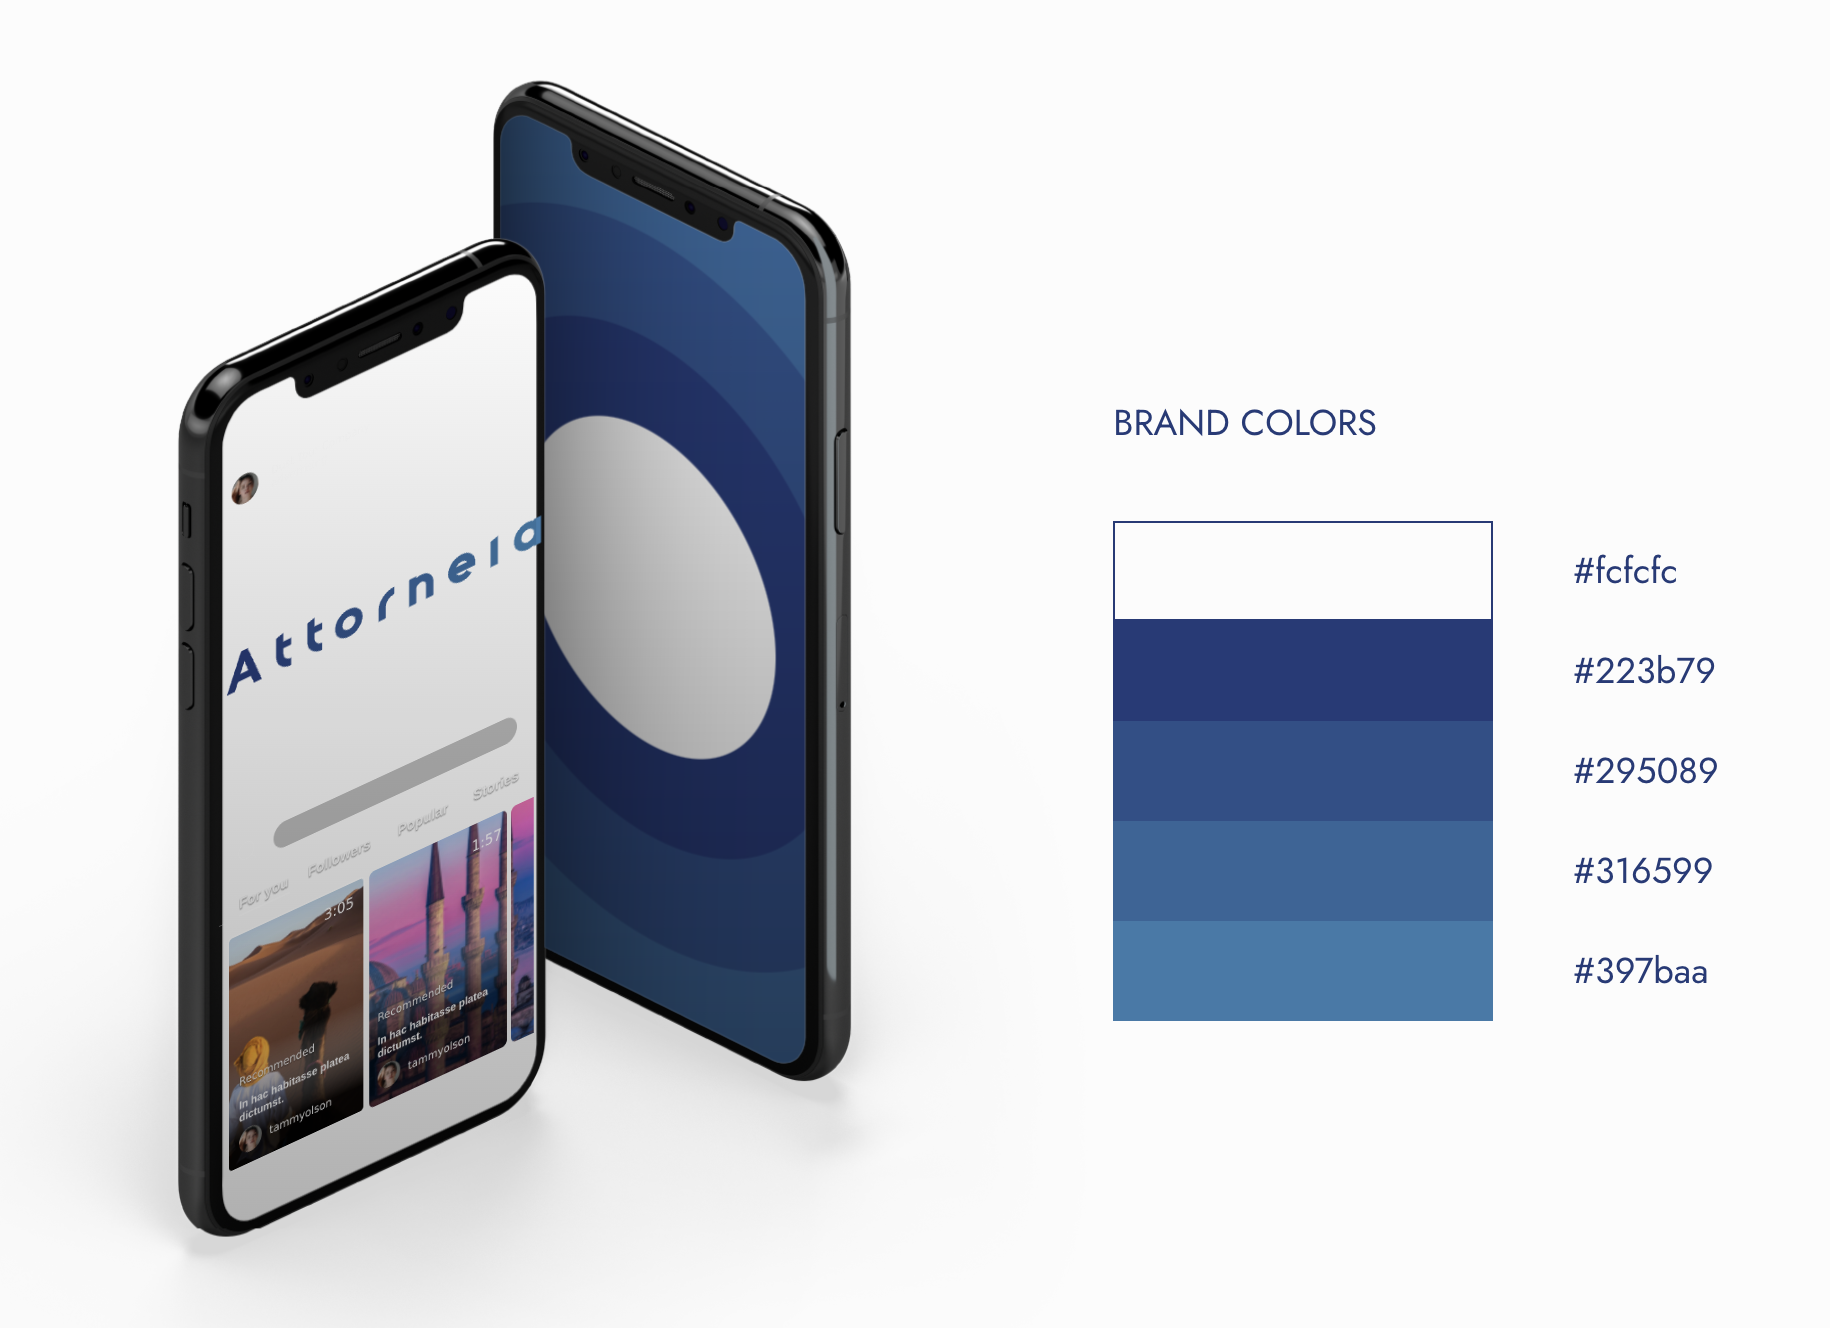 Attorneia
For you
Followers
Popular
Stories
3:05
Recommended
In hac habitasse platea
dictumst.
tammyolson
1:57
Recommended
In hac habitasse platea
dictumst.
tammyolson
BRAND COLORS
#fcfcfc
#223b79
#295089
#316599
#397baa